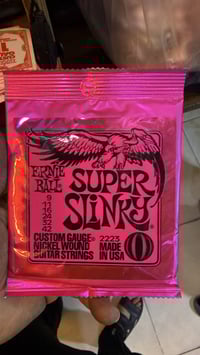 ERNIE
BALL
SUPER
SLINKY
9
11
16
24
32
42
CUSTOM GAUGE® 2223
NICKEL WOUND MADE
GUITAR STRINGS IN USA